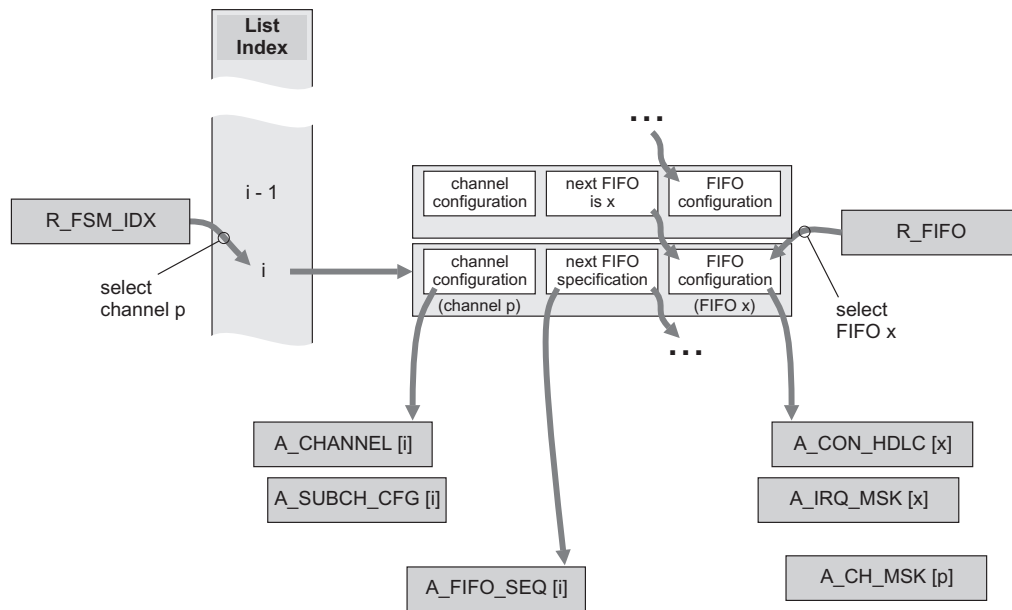 List
Index
...
i - 1
channel
configuration
next FIFO
is x
FIFO
configuration
R_FSM_IDX
R_FIFO
i
channel
configuration
next FIFO
specification
FIFO
configuration
select
channel p
(channel p)
(FIFO x)
select
FIFO x
...
A_CHANNEL [i]
A_CON_HDLC [x]
A_SUBCH_CFG [i]
A_IRQ_MSK [x]
A_FIFO_SEQ [i]
A_CH_MSK [p]